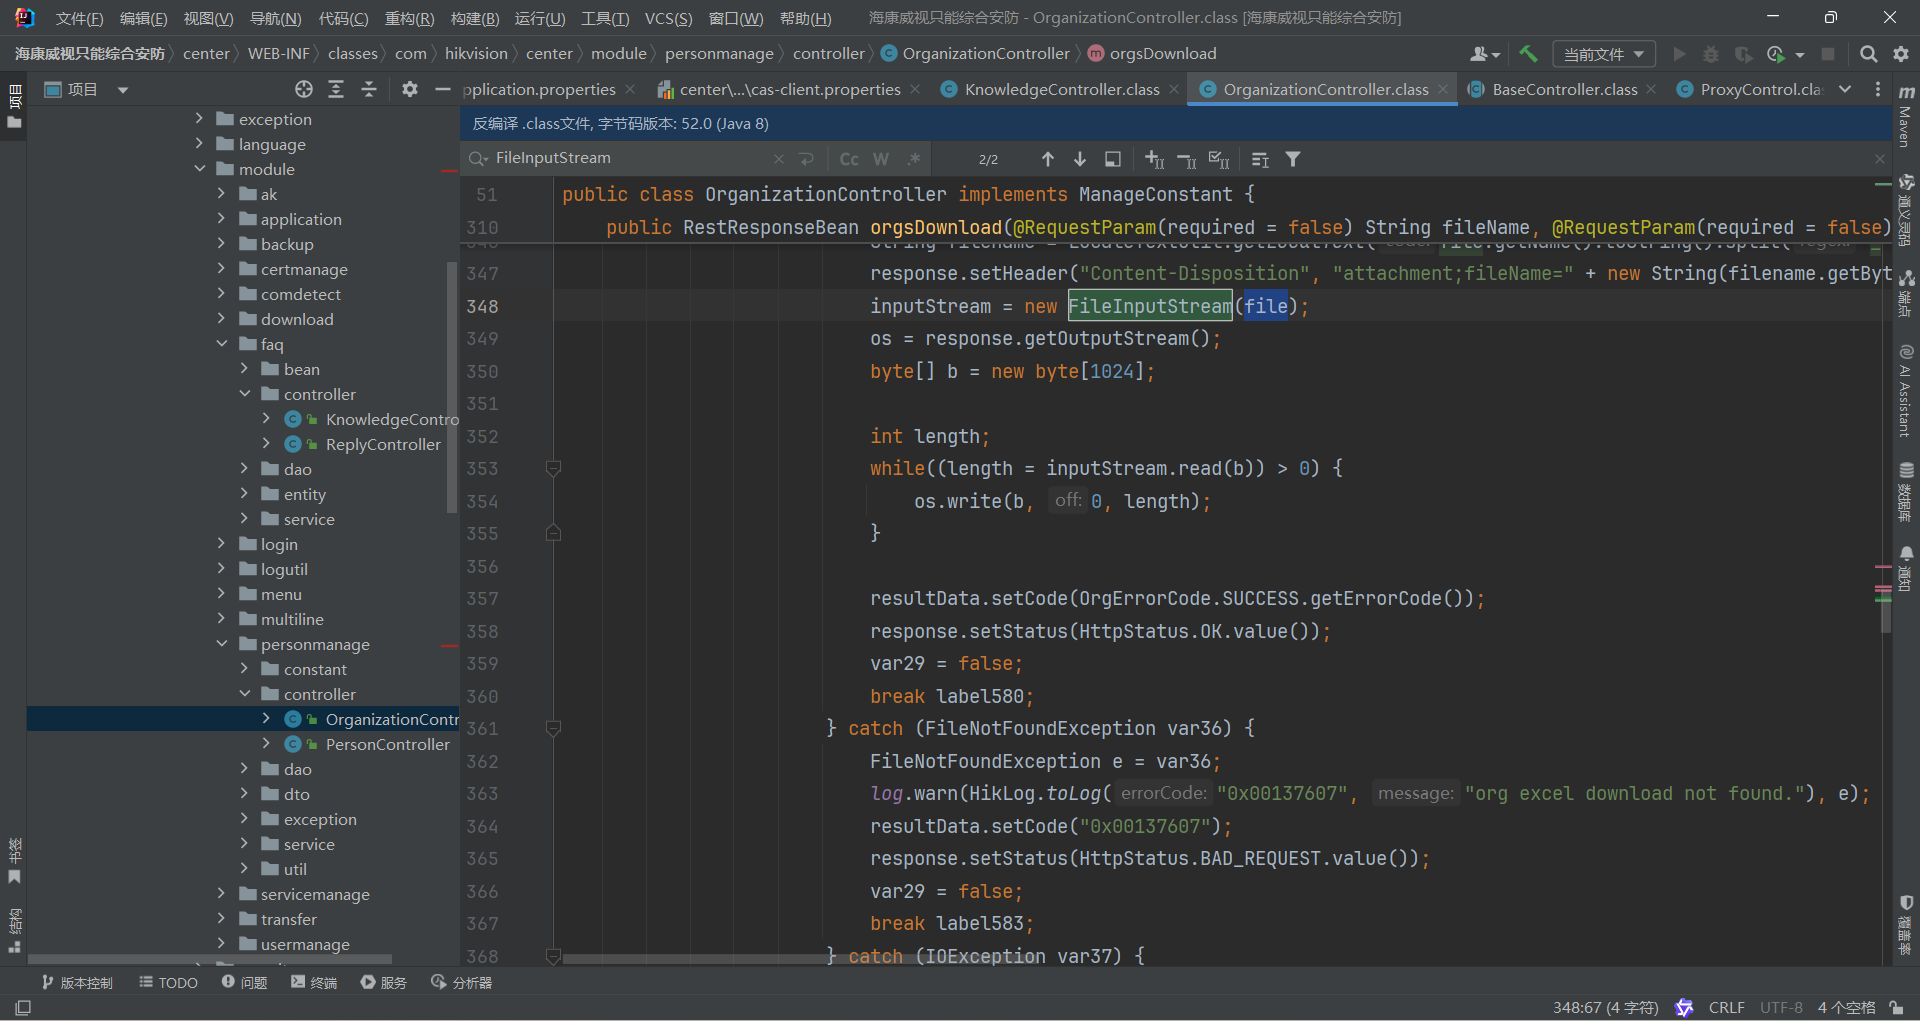 文件(F) 编辑(E) 视图(V) 导航(N) 代码(C) 重构(R) 构建(B) 运行(U) 工具(T) VCS(S) 窗口(W) 帮助(H) 海康威视只能综合安防 - OrganizationController.class [海康威视只能综合安防]
海康威视只能综合安防 center WEB-INF classes com hikvision center module personmanage controller OrganizationController orgsDownload 当前文件
项目
pplication.properties center\...\cas-client.properties KnowledgeController.class OrganizationController.class BaseController.class ProxyControl.cla
反编译 .class文件, 字节码版本: 52.0 (Java 8)
FileInputStream Cc W .* 2/2
项目
exception
language
module
ak
application
backup
certmanage
comdetect
download
faq
bean
controller
KnowledgeContro
ReplyController
dao
entity
service
login
logutil
menu
multiline
personmanage
constant
controller
OrganizationContr
PersonController
dao
dto
exception
service
util
servicemanage
transfer
usermanage
书签
结构
51 public class OrganizationController implements ManageConstant {
310 public RestResponseBean orgsDownload(@RequestParam(required = false) String fileName, @RequestParam(required = false)
347 response.setHeader("Content-Disposition", "attachment;fileName=" + new String(filename.getByt
348 inputStream = new FileInputStream(file);
349 os = response.getOutputStream();
350 byte[] b = new byte[1024];
351
352 int length;
353 while((length = inputStream.read(b)) > 0) {
354 os.write(b, off: 0, length);
355 }
356
357 resultData.setCode(OrgErrorCode.SUCCESS.getErrorCode());
358 response.setStatus(HttpStatus.OK.value());
359 var29 = false;
360 break label580;
361 } catch (FileNotFoundException var36) {
362 FileNotFoundException e = var36;
363 log.warn(HikLog.toLog( errorCode: "0x00137607", message: "org excel download not found."), e);
364 resultData.setCode("0x00137607");
365 response.setStatus(HttpStatus.BAD_REQUEST.value());
366 var29 = false;
367 break label583;
368 } catch (IOException var37) {
Maven
通义灵码
端点
AI Assistant
数据库
通知
覆盖率
版本控制 TODO 问题 终端 服务 分析器
348:67 (4 字符) CRLF UTF-8 4 个空格